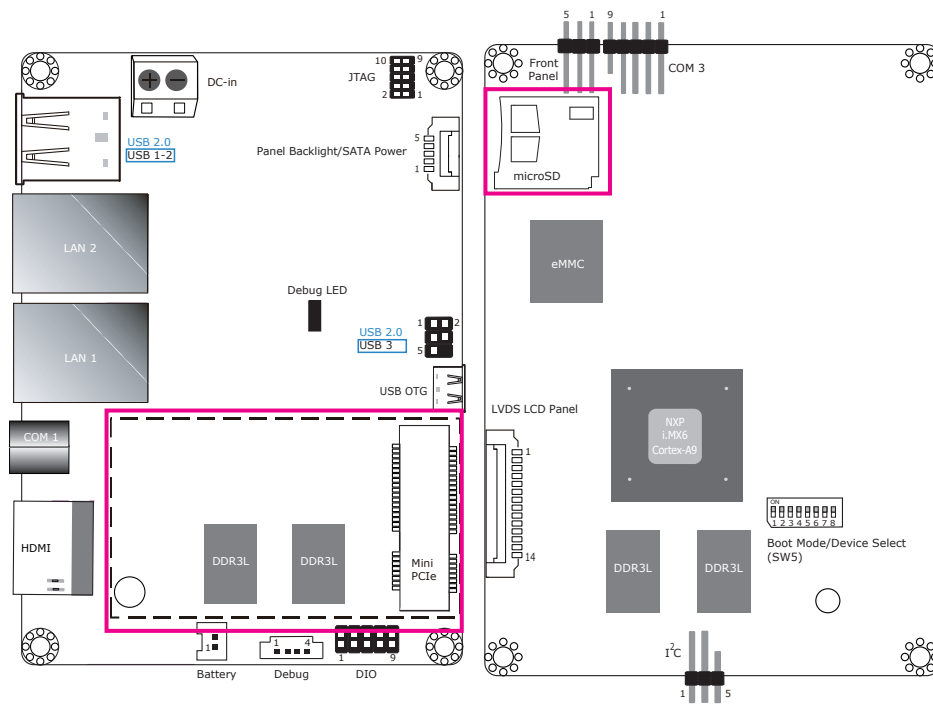 DC-in
10
9
JTAG
2
1
USB 2.0
USB 1-2
5
Panel Backlight/SATA Power
1
LAN 2
Debug LED
1
2
USB 2.0
USB 3
5
LAN 1
USB OTG
COM 1
HDMI
DDR3L
DDR3L
Mini
PCIe
1
Battery
1
4
Debug
1
9
DIO
5
1
9
1
Front
Panel
COM 3
microSD
eMMC
LVDS LCD Panel
1
14
NXP
i.MX6
Cortex-A9
ON
1 2 3 4 5 6 7 8
Boot Mode/Device Select
(SW5)
DDR3L
DDR3L
I²C
1
5